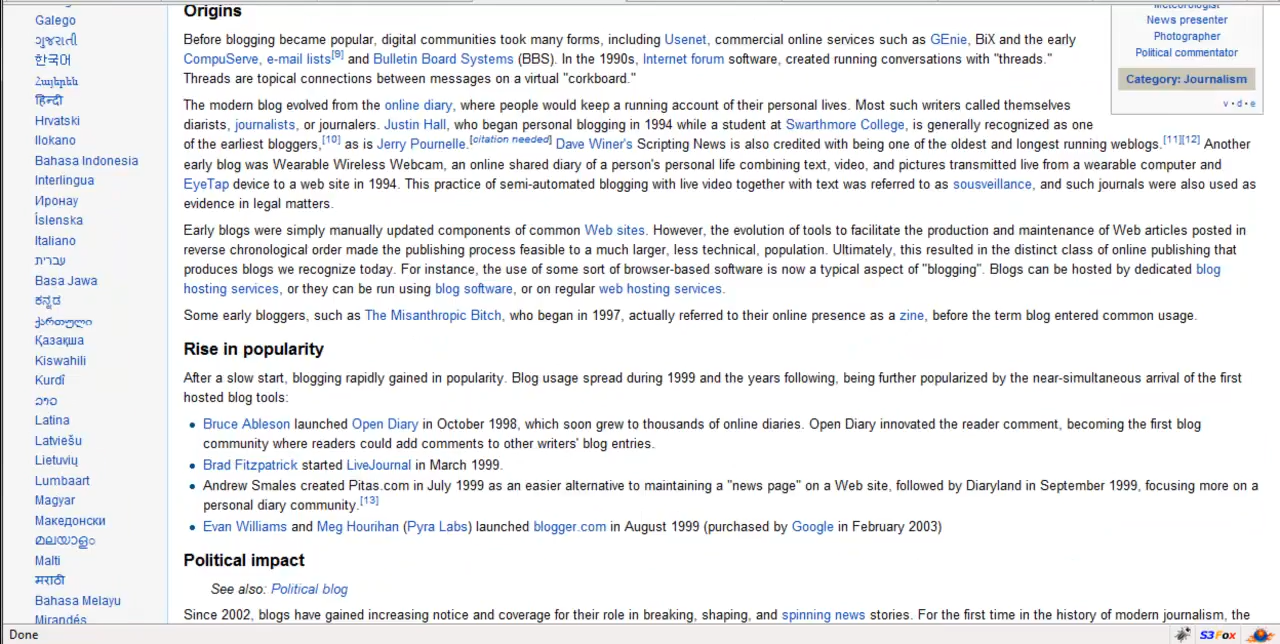 Galego
ગુજરાતી
한국어
Հայերեն
हिन्दी
Hrvatski
Ilokano
Bahasa Indonesia
Interlingua
Иронау
Íslenska
Italiano
עברית
Basa Jawa
ಕನ್ನಡ
ქართული
Қазақша
Kiswahili
Kurdî
ລາວ
Latina
Latviešu
Lietuvių
Lumbaart
Magyar
Македонски
മലയാളം
Malti
मराठी
Bahasa Melayu
Mirandés
Origins
Before blogging became popular, digital communities took many forms, including Usenet, commercial online services such as GEnie, BiX and the early
CompuServe, e-mail lists[9] and Bulletin Board Systems (BBS). In the 1990s, Internet forum software, created running conversations with "threads."
Threads are topical connections between messages on a virtual "corkboard."
The modern blog evolved from the online diary, where people would keep a running account of their personal lives. Most such writers called themselves
diarists, journalists, or journalers. Justin Hall, who began personal blogging in 1994 while a student at Swarthmore College, is generally recognized as one
of the earliest bloggers,[10] as is Jerry Pournelle.[citation needed] Dave Winer's Scripting News is also credited with being one of the oldest and longest running weblogs.[11][12] Another
early blog was Wearable Wireless Webcam, an online shared diary of a person's personal life combining text, video, and pictures transmitted live from a wearable computer and
EyeTap device to a web site in 1994. This practice of semi-automated blogging with live video together with text was referred to as sousveillance, and such journals were also used as
evidence in legal matters.
Early blogs were simply manually updated components of common Web sites. However, the evolution of tools to facilitate the production and maintenance of Web articles posted in
reverse chronological order made the publishing process feasible to a much larger, less technical, population. Ultimately, this resulted in the distinct class of online publishing that
produces blogs we recognize today. For instance, the use of some sort of browser-based software is now a typical aspect of "blogging". Blogs can be hosted by dedicated blog
hosting services, or they can be run using blog software, or on regular web hosting services.
Some early bloggers, such as The Misanthropic Bitch, who began in 1997, actually referred to their online presence as a zine, before the term blog entered common usage.
Rise in popularity
After a slow start, blogging rapidly gained in popularity. Blog usage spread during 1999 and the years following, being further popularized by the near-simultaneous arrival of the first
hosted blog tools:
• Bruce Ableson launched Open Diary in October 1998, which soon grew to thousands of online diaries. Open Diary innovated the reader comment, becoming the first blog
community where readers could add comments to other writers' blog entries.
• Brad Fitzpatrick started LiveJournal in March 1999.
• Andrew Smales created Pitas.com in July 1999 as an easier alternative to maintaining a "news page" on a Web site, followed by Diaryland in September 1999, focusing more on a
personal diary community.[13]
• Evan Williams and Meg Hourihan (Pyra Labs) launched blogger.com in August 1999 (purchased by Google in February 2003)
Political impact
See also: Political blog
Since 2002, blogs have gained increasing notice and coverage for their role in breaking, shaping, and spinning news stories. For the first time in the history of modern journalism, the
Meteorologist
News presenter
Photographer
Political commentator
Category: Journalism
v • d • e
Done
S3Fox